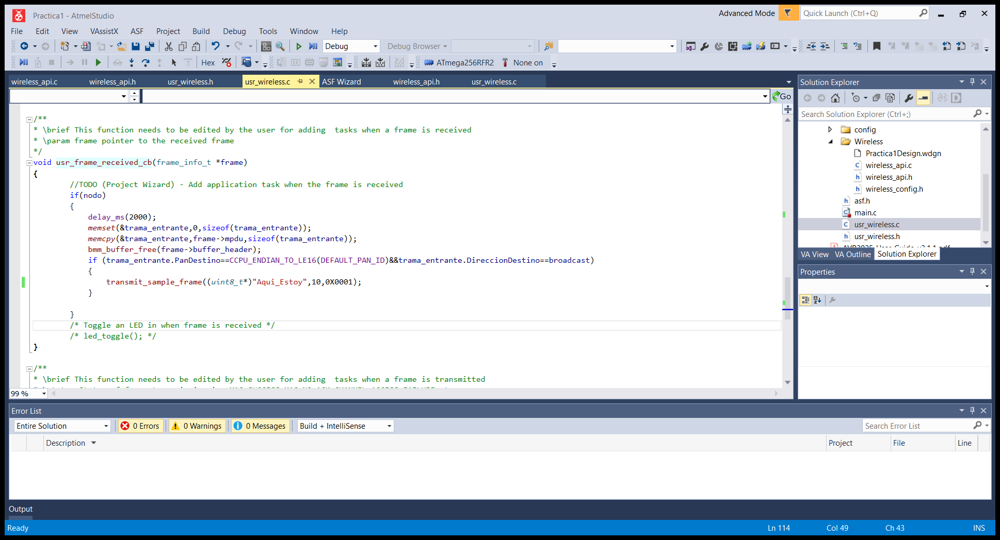 Practica1 - AtmelStudio
Advanced Mode
Quick Launch (Ctrl+Q)
File Edit View VAssistX ASF Project Build Debug Tools Window Help
Debug
Debug Browser
Hex
ATmega256RFR2
None on
wireless_api.c wireless_api.h usr_wireless.h usr_wireless.c ASF Wizard wireless_api.h usr_wireless.c
Go
/**
* \brief This function needs to be edited by the user for adding  tasks when a frame is received
* \param frame pointer to the received frame
*/
void usr_frame_received_cb(frame_info_t *frame)
{
//TODO (Project Wizard) - Add application task when the frame is received
if(nodo)
{
delay_ms(2000);
memset(&trama_entrante,0,sizeof(trama_entrante));
memcpy(&trama_entrante,frame->mpdu,sizeof(trama_entrante));
bmm_buffer_free(frame->buffer_header);
if (trama_entrante.PanDestino==CCPU_ENDIAN_TO_LE16(DEFAULT_PAN_ID)&&trama_entrante.DireccionDestino==broadcast)
{
transmit_sample_frame((uint8_t*)"Aqui_Estoy",10,0X0001);
}
}
/* Toggle an LED in when frame is received */
/* led_toggle(); */
}
/**
* \brief This function needs to be edited by the user for adding  tasks when a frame is transmitted
99 %
Solution Explorer
Search Solution Explorer (Ctrl+;)
config
Wireless
Practica1Design.wdgn
wireless_api.c
wireless_api.h
wireless_config.h
asf.h
main.c
usr_wireless.c
usr_wireless.h
VA View VA Outline Solution Explorer
Properties
Error List
Entire Solution
0 Errors
0 Warnings
0 Messages
Build + IntelliSense
Search Error List
Description Project File Line
Output
Ready
Ln 114 Col 49 Ch 43 INS